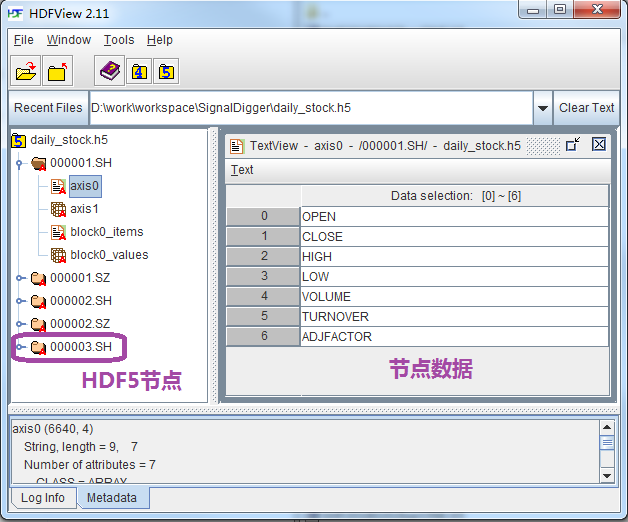 HDF HDFView 2.11
File Window Tools Help
4 5
Recent Files D:\work\workspace\SignalDigger\daily_stock.h5 Clear Text
5 daily_stock.h5
000001.SH
axis0
axis1
block0_items
block0_values
000001.SZ
000002.SH
000002.SZ
000003.SH
HDF5节点
TextView - axis0 - /000001.SH/ - daily_stock.h5
Text
Data selection: [0] ~ [6]
0 OPEN
1 CLOSE
2 HIGH
3 LOW
4 VOLUME
5 TURNOVER
6 ADJFACTOR
节点数据
axis0 (6640, 4)
String, length = 9, 7
Number of attributes = 7
CLASS = ARRAY
Log Info Metadata